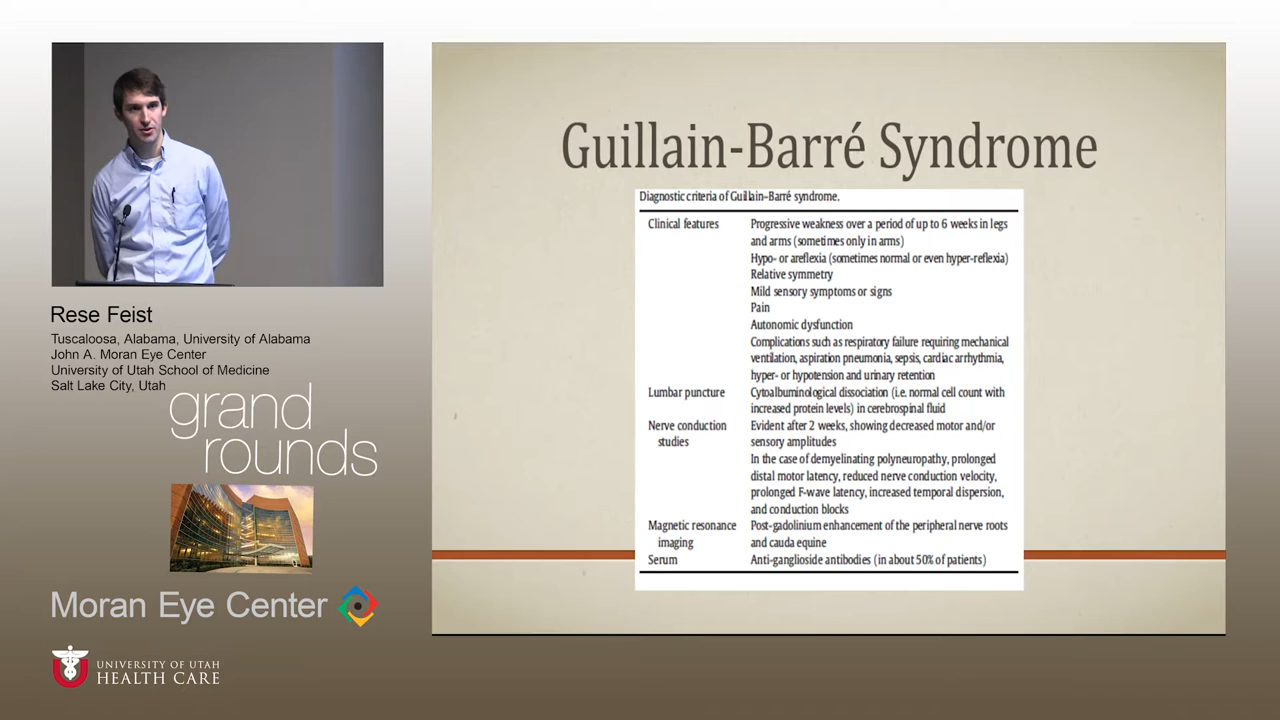 Rese Feist
Tuscaloosa, Alabama, University of Alabama
John A. Moran Eye Center
University of Utah School of Medicine
Salt Lake City, Utah
grand
rounds
Moran Eye Center
U
UNIVERSITY OF UTAH
HEALTH CARE
Guillain-Barré Syndrome
Diagnostic criteria of Guillain–Barré syndrome.
Clinical features
Progressive weakness over a period of up to 6 weeks in legs
and arms (sometimes only in arms)
Hypo- or areflexia (sometimes normal or even hyper-reflexia)
Relative symmetry
Mild sensory symptoms or signs
Pain
Autonomic dysfunction
Complications such as respiratory failure requiring mechanical
ventilation, aspiration pneumonia, sepsis, cardiac arrhythmia,
hyper- or hypotension and urinary retention
Lumbar puncture
Cytoalbuminological dissociation (i.e. normal cell count with
increased protein levels) in cerebrospinal fluid
Nerve conduction
studies
Evident after 2 weeks, showing decreased motor and/or
sensory amplitudes
In the case of demyelinating polyneuropathy, prolonged
distal motor latency, reduced nerve conduction velocity,
prolonged F-wave latency, increased temporal dispersion,
and conduction blocks
Magnetic resonance
imaging
Post-gadolinium enhancement of the peripheral nerve roots
and cauda equine
Serum
Anti-ganglioside antibodies (in about 50% of patients)